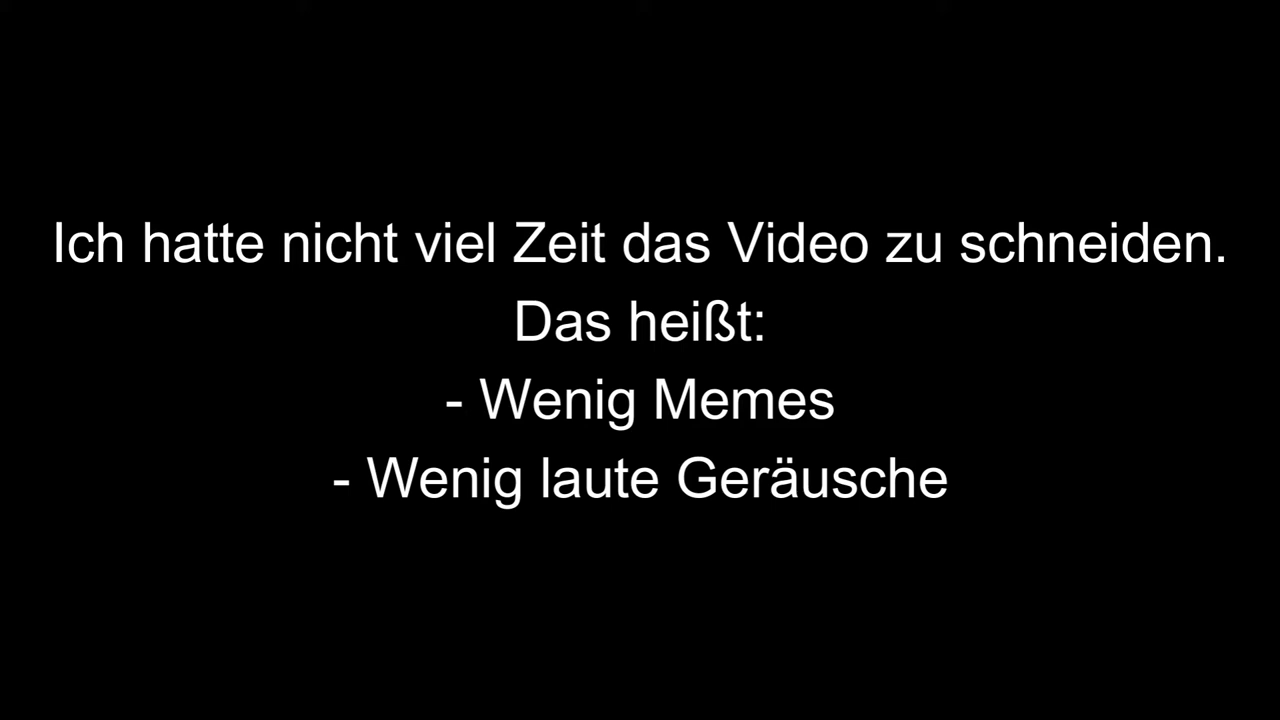 Ich hatte nicht viel Zeit das Video zu schneiden.
Das heißt:
- Wenig Memes
- Wenig laute Geräusche